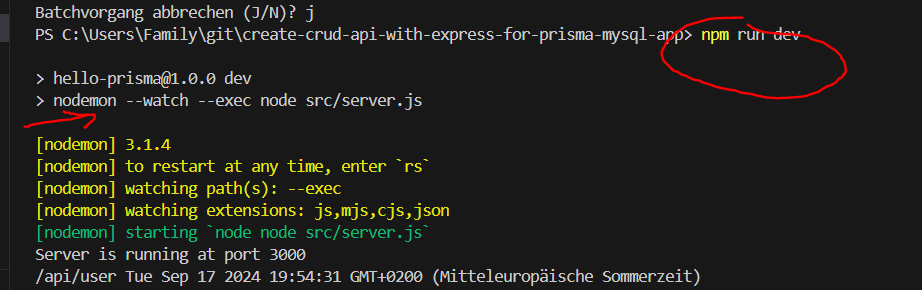 Batchvorgang abbrechen (J/N)? j
PS C:\Users\Family\git\create-crud-api-with-express-for-prisma-mysql-app> npm run dev
> hello-prisma@1.0.0 dev
> nodemon --watch --exec node src/server.js
[nodemon] 3.1.4
[nodemon] to restart at any time, enter `rs`
[nodemon] watching path(s): --exec
[nodemon] watching extensions: js,mjs,cjs,json
[nodemon] starting `node node src/server.js`
Server is running at port 3000
/api/user Tue Sep 17 2024 19:54:31 GMT+0200 (Mitteleuropäische Sommerzeit)